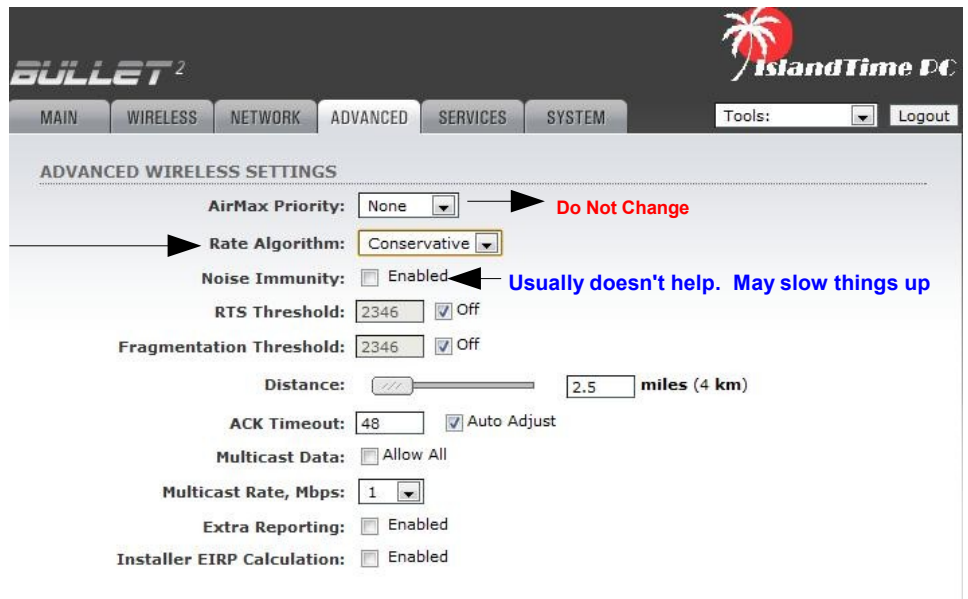 BULLET 2
IslandTime PC
MAIN WIRELESS NETWORK ADVANCED SERVICES SYSTEM Tools: Logout
ADVANCED WIRELESS SETTINGS
AirMax Priority: None Do Not Change
Rate Algorithm: Conservative
Noise Immunity: Enabled Usually doesn't help. May slow things up
RTS Threshold: 2346 Off
Fragmentation Threshold: 2346 Off
Distance: 2.5 miles (4 km)
ACK Timeout: 48 Auto Adjust
Multicast Data: Allow All
Multicast Rate, Mbps: 1
Extra Reporting: Enabled
Installer EIRP Calculation: Enabled